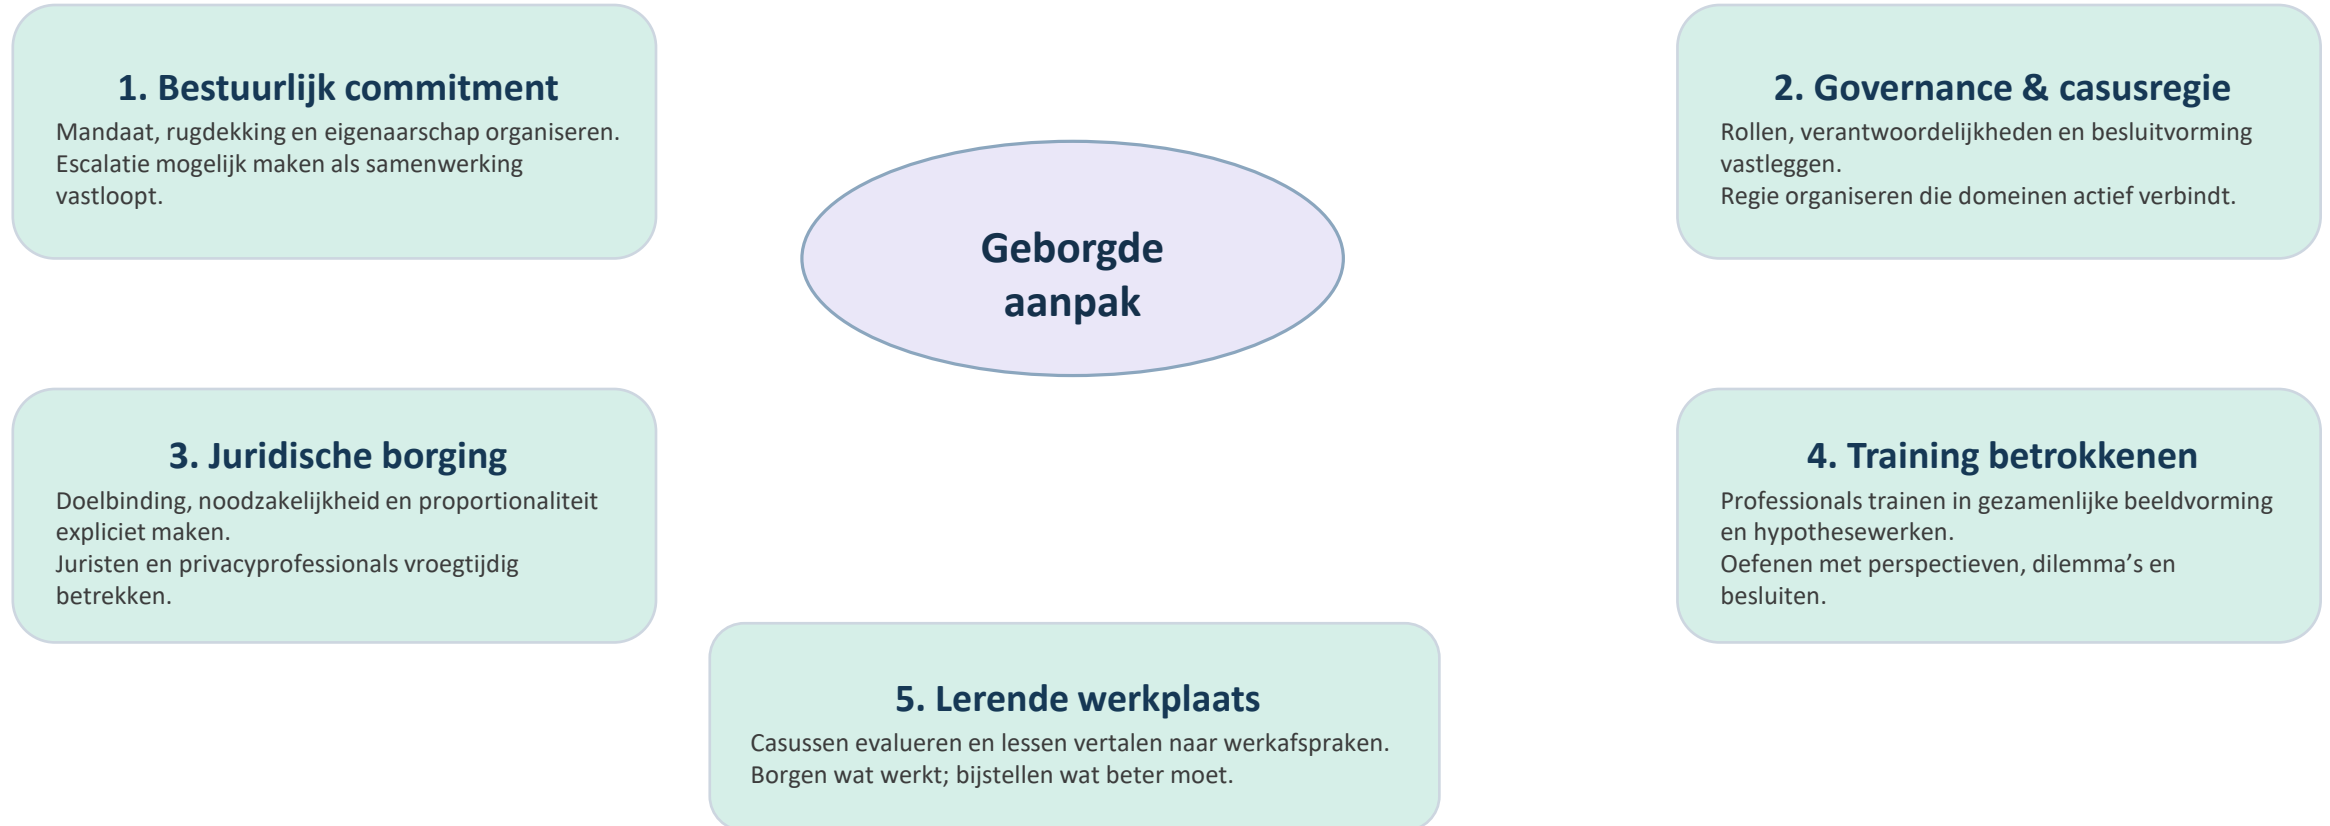 1. Bestuurlijk commitment
Mandaat, rugdekking en eigenaarschap organiseren.
Escalatie mogelijk maken als samenwerking
vastloopt.
2. Governance & casusregie
Rollen, verantwoordelijkheden en besluitvorming
vastleggen.
Regie organiseren die domeinen actief verbindt.
Geborgde
aanpak
3. Juridische borging
Doelbinding, noodzakelijkheid en proportionaliteit
expliciet maken.
Juristen en privacyprofessionals vroegtijdig
betrekken.
4. Training betrokkenen
Professionals trainen in gezamenlijke beeldvorming
en hypothesewerken.
Oefenen met perspectieven, dilemma’s en
besluiten.
5. Lerende werkplaats
Casussen evalueren en lessen vertalen naar werkafspraken.
Borgen wat werkt; bijstellen wat beter moet.